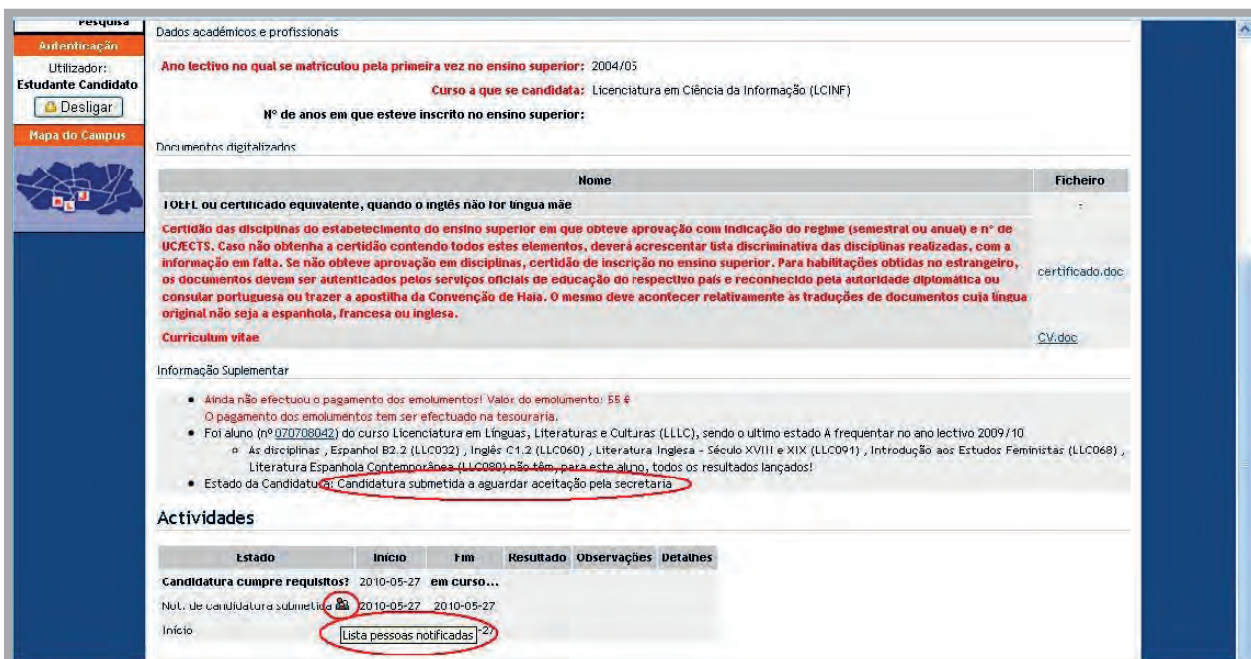 Pesquisa
Autenticação
Utilizador:
Estudante Candidato
Desligar
Mapa do Campus
Dados académicos e profissionais
Ano lectivo no qual se matriculou pela primeira vez no ensino superior: 2004/05
Curso a que se candidata: Licenciatura em Ciência da Informação (LCINF)
Nº de anos em que esteve inscrito no ensino superior:
Documentos digitalizados
Nome Ficheiro
TOEFL ou certificado equivalente, quando o inglês não for língua mãe -
Certidão das disciplinas do estabelecimento do ensino superior em que obteve aprovação com indicação do regime (semestral ou anual) e nº de
UC/ECTS. Caso não obtenha a certidão contendo todos estes elementos, deverá acrescentar lista discriminativa das disciplinas realizadas, com a
informação em falta. Se não obteve aprovação em disciplinas, certidão de inscrição no ensino superior. Para habilitações obtidas no estrangeiro,
os documentos devem ser autenticados pelos serviços oficiais de educação do respectivo país e reconhecido pela autoridade diplomática ou
consular portuguesa ou trazer a apostilha da Convenção de Haia. O mesmo deve acontecer relativamente às traduções de documentos cuja língua
original não seja a espanhola, francesa ou inglesa.
certificado.doc
Curriculum vitae CV.doc
Informação Suplementar
Ainda não efectuou o pagamento dos emolumentos! Valor do emolumento: 55 €
O pagamento dos emolumentos tem ser efectuado na tesouraria.
Foi aluno (nº 070708042) do curso Licenciatura em Línguas, Literaturas e Culturas (LLLC), sendo o ultimo estado A frequentar no ano lectivo 2009/10
As disciplinas , Espanhol B2.2 (LLC032) , Inglês C1.2 (LLC060) , Literatura Inglesa - Século XVIII e XIX (LLC091) , Introdução aos Estudos Feministas (LLC068) ,
Literatura Espanhola Contemporânea (LLC080) não têm, para este aluno, todos os resultados lançados!
Estado da Candidatura: Candidatura submetida a aguardar aceitação pela secretaria
Actividades
Estado Início Fim Resultado Observações Detalhes
Candidatura cumpre requisitos? 2010-05-27 em curso...
Not. de candidatura submetida 2010-05-27 2010-05-27
Início -27
Lista pessoas notificadas